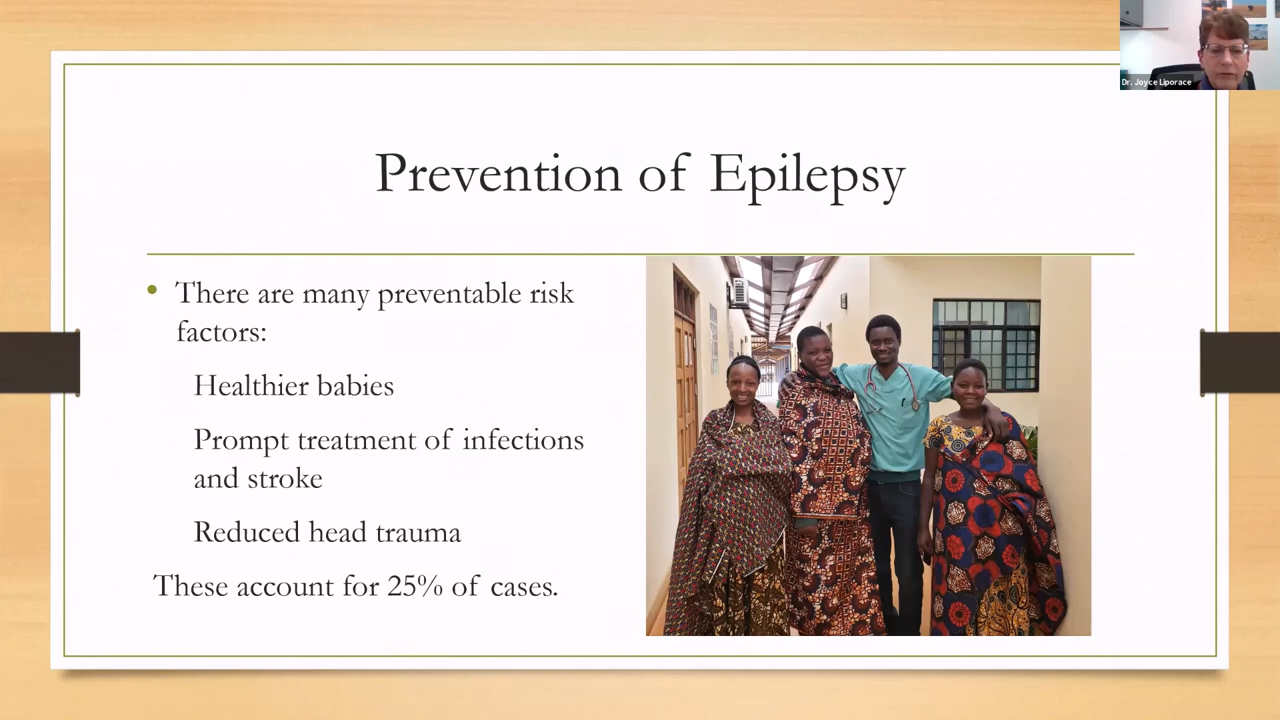 Dr. Joyce Liporace
Prevention of Epilepsy
• There are many preventable risk
factors:
Healthier babies
Prompt treatment of infections
and stroke
Reduced head trauma
These account for 25% of cases.